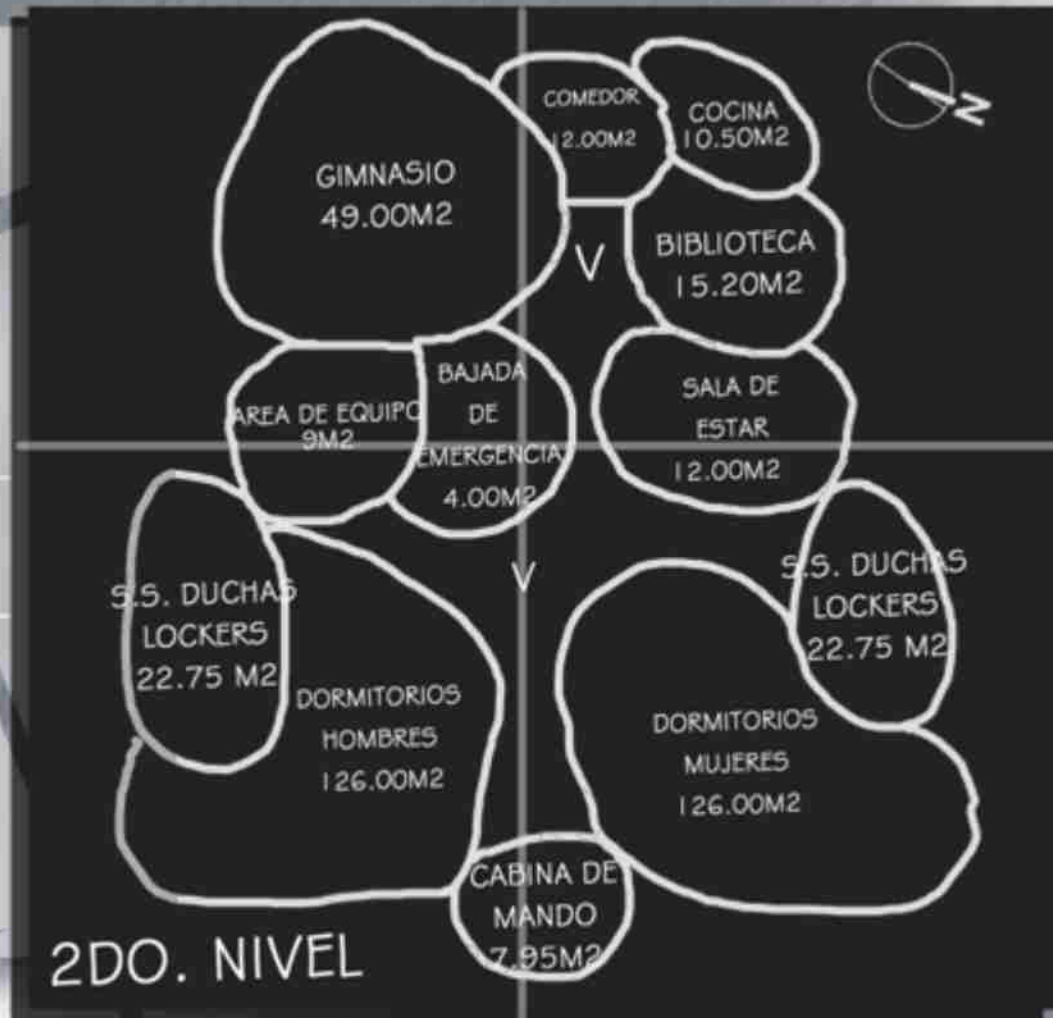 COMEDOR
12.00M2
COCINA
10.50M2
N
GIMNASIO
49.00M2
BIBLIOTECA
15.20M2
V
BAJADA
DE
EMERGENCIA
4.00M2
AREA DE EQUIPO
9M2
SALA DE
ESTAR
12.00M2
S.S. DUCHAS
LOCKERS
22.75 M2
V
S.S. DUCHAS
LOCKERS
22.75 M2
DORMITORIOS
HOMBRES
126.00M2
DORMITORIOS
MUJERES
126.00M2
CABINA DE
MANDO
7.95M2
2DO. NIVEL